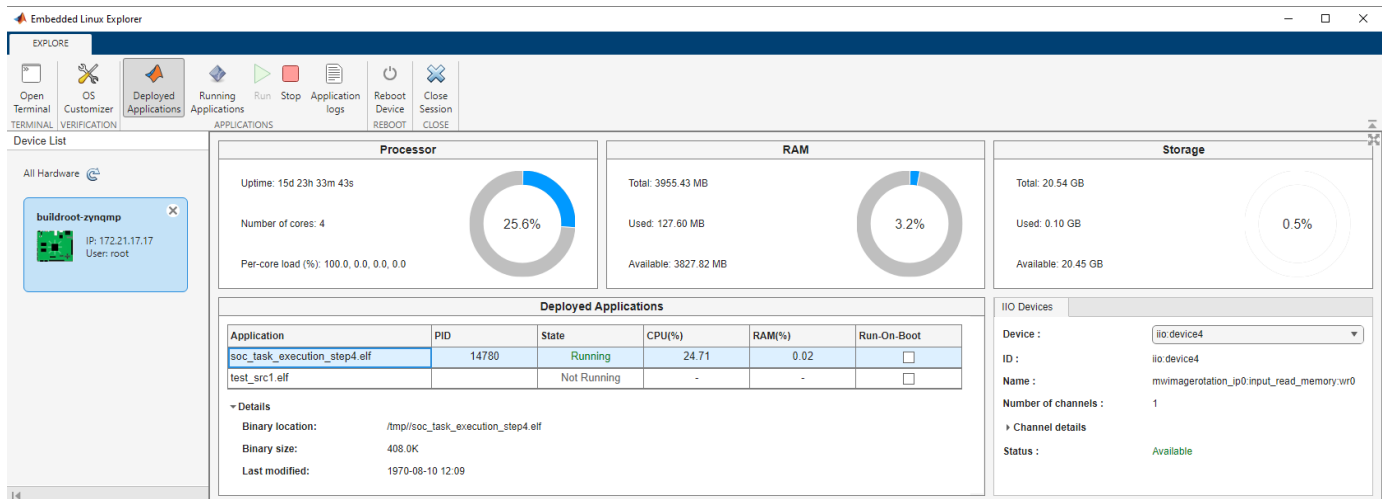 Embedded Linux Explorer
EXPLORE
Open Terminal
OS Customizer
Deployed Applications
Running Applications
Run
Stop
Application logs
Reboot Device
Close Session
TERMINAL
VERIFICATION
APPLICATIONS
REBOOT
CLOSE
Device List
All Hardware
buildroot-zynqmp
IP: 172.21.17.17
User: root
Processor
Uptime: 15d 23h 33m 43s
Number of cores: 4
Per-core load (%): 100.0, 0.0, 0.0, 0.0
25.6%
RAM
Total: 3955.43 MB
Used: 127.60 MB
Available: 3827.82 MB
3.2%
Storage
Total: 20.54 GB
Used: 0.10 GB
Available: 20.45 GB
0.5%
Deployed Applications
Application PID State CPU(%) RAM(%) Run-On-Boot
soc_task_execution_step4.elf 14780 Running 24.71 0.02
test_src1.elf Not Running - -
Details
Binary location: /tmp//soc_task_execution_step4.elf
Binary size: 408.0K
Last modified: 1970-08-10 12:09
IIO Devices
Device : iio:device4
ID : iio:device4
Name : mwimagerotation_ip0:input_read_memory:wr0
Number of channels : 1
Channel details
Status : Available